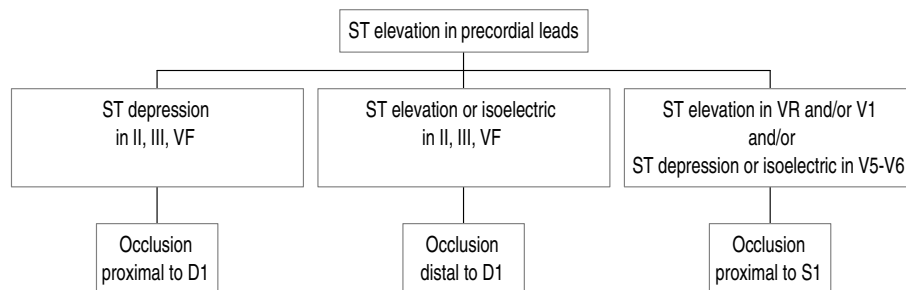 ST elevation in precordial leads
ST depression
in II, III, VF
ST elevation or isoelectric
in II, III, VF
ST elevation in VR and/or V1
and/or
ST depression or isoelectric in V5-V6
Occlusion
proximal to D1
Occlusion
distal to D1
Occlusion
proximal to S1